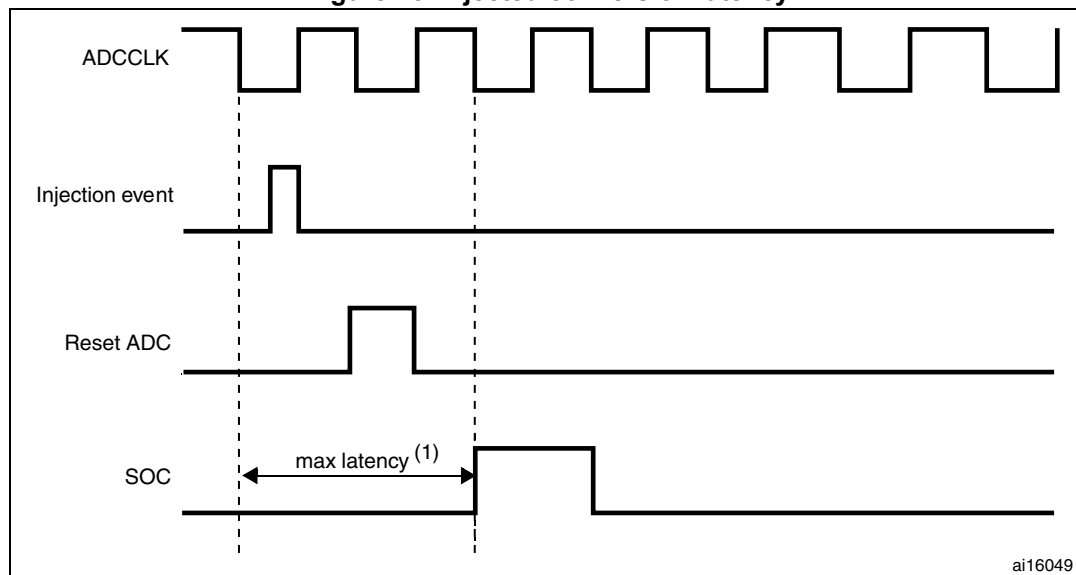 ADCCLK
Injection event
Reset ADC
max latency (1)
SOC
ai16049